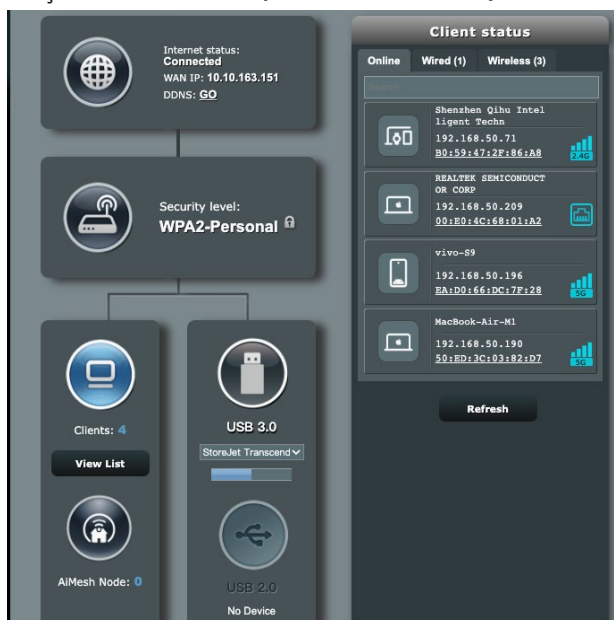 Internet status:
Connected
WAN IP: 10.10.163.151
DDNS: GO
Security level:
WPA2-Personal
Clients: 4
View List
AiMesh Node: 0
USB 3.0
StoreJet Transcend
USB 2.0
No Device
Client status
Online Wired (1) Wireless (3)
Search
Shenzhen Qihu Intel
ligent Techn
192.168.50.71
B0:59:47:2F:86:A8
2.4G
REALTEK SEMICONDUCT
OR CORP
192.168.50.209
00:E0:4C:68:01:A2
vivo-S9
192.168.50.196
EA:D0:66:DC:7F:28
5G
MacBook-Air-M1
192.168.50.190
50:ED:3C:03:82:D7
5G
Refresh